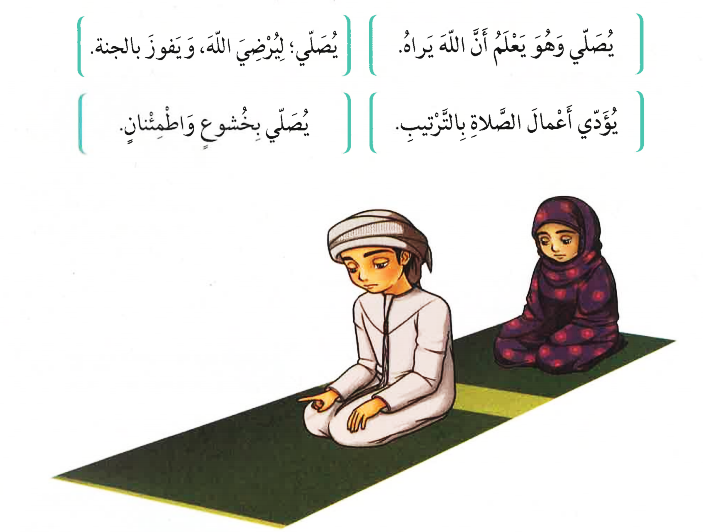 يُصَلّي وَهُوَ يَعْلَمُ أَنَّ اللّهَ يَراهُ.
يُصَلّي؛ لِيُرْضِيَ اللّهَ، وَيَفوزَ بالجنة.
يُؤَدّي أَعْمالَ الصَّلاةِ بِالتَّرْتيبِ.
يُصَلّي بِخُشوعٍ وَاطْمِئْنانٍ.